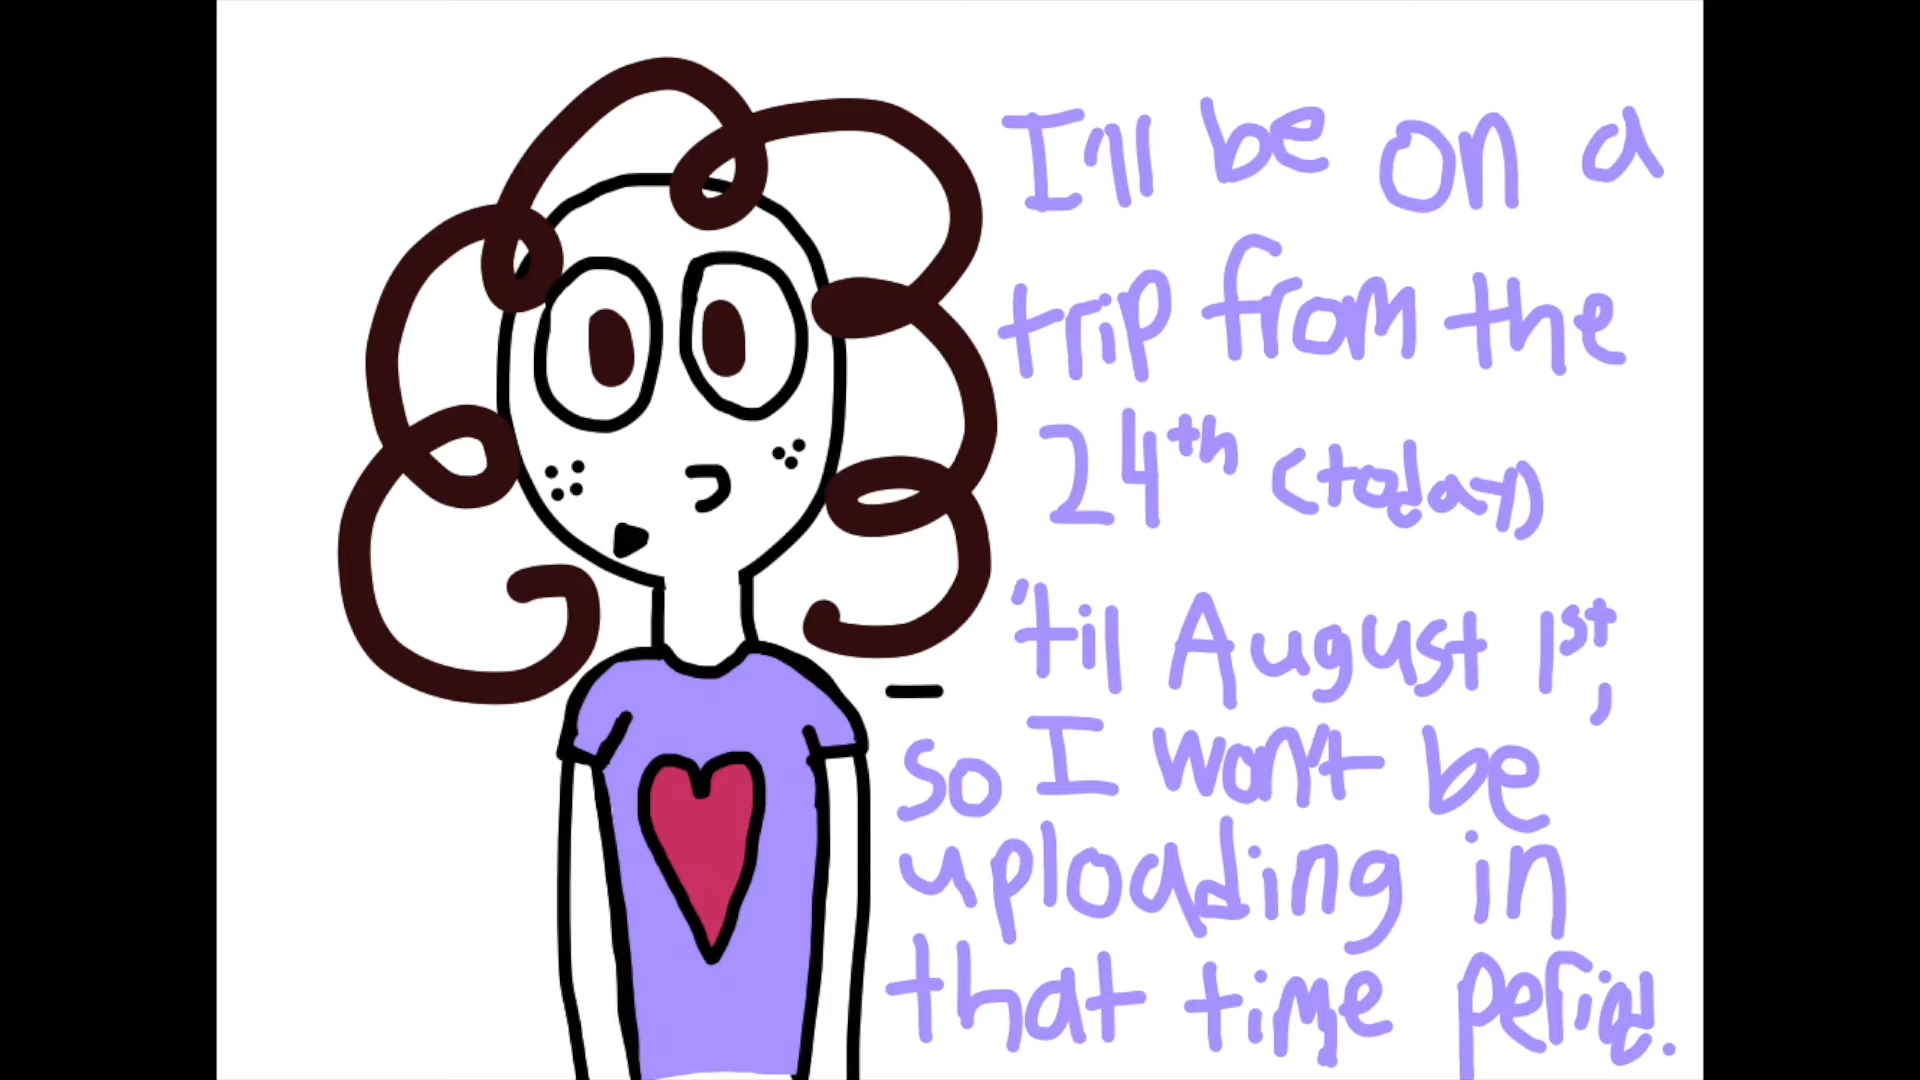 I'll be on a
trip from the
24th (today)
'til August 1st,
so I won't be
uploading in
that time period.